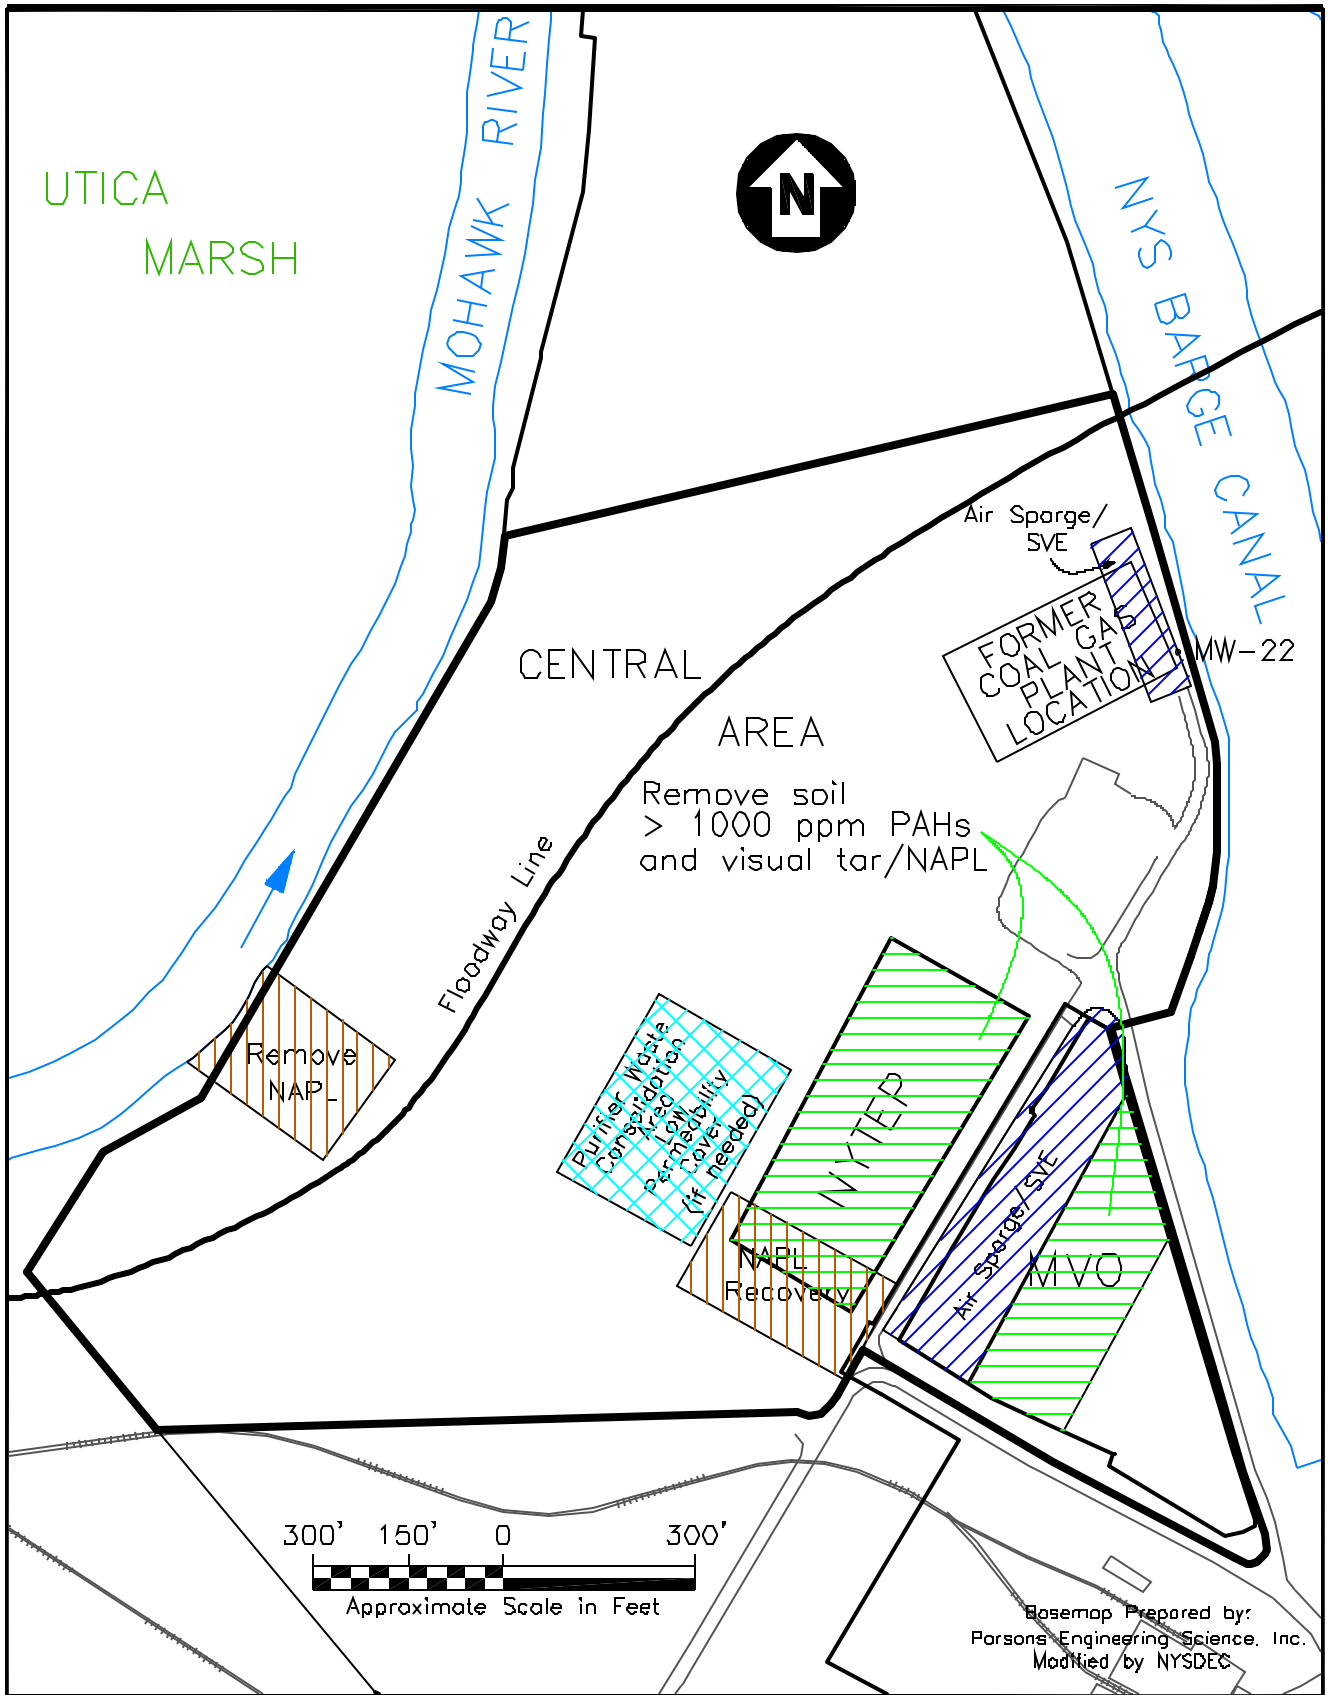 MOHAWK RIVER
UTICA
MARSH
N
NYS BARGE CANAL
Air Sparge/
SVE
FORMER
COAL GAS
PLANT
LOCATION
MW-22
CENTRAL
AREA
Remove soil
> 1000 ppm PAHs
and visual tar/NAPL
Floodway Line
Remove
NAPL
Purifier Waste
Consolidation
Area
Low
Permeability
Cover
(if needed)
NYTEP
NAPL
Recovery
Air Sparge/SVE
MVO
300' 150' 0 300'
Approximate Scale in Feet
Basemap Prepared by:
Parsons Engineering Science, Inc.
Modified by NYSDEC